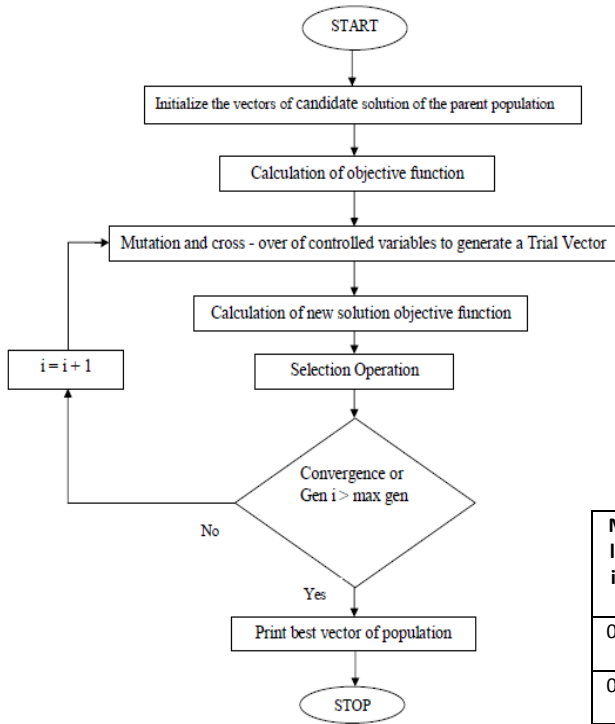 START
Initialize the vectors of candidate solution of the parent population
Calculation of objective function
Mutation and cross - over of controlled variables to generate a Trial Vector
Calculation of new solution objective function
i = i + 1
Selection Operation
Convergence or
Gen i > max gen
No
Yes
Print best vector of population
STOP